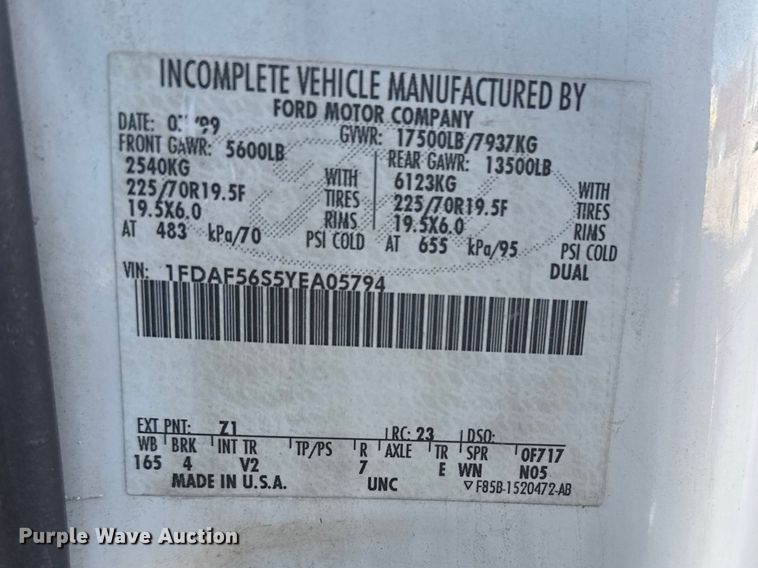 INCOMPLETE VEHICLE MANUFACTURED BY
FORD MOTOR COMPANY
DATE: GVWR: 17500LB/7937KG
FRONT GAWR: 5600LB REAR GAWR: 13500LB
2540KG WITH 6123KG WITH
225/70R19.5F TIRES 225/70R19.5F TIRES
19.5X6.0 RIMS 19.5X6.0 RIMS
AT 483 kPa/70 PSI COLD AT 655 kPa/95 PSI COLD
DUAL
VIN: 1FDAF56S5YEA05794
EXT PNT: Z1 RC: 23 DSO:
WB BRK INT TR TP/PS R AXLE TR SPR 0F717
165 4 V2 7 E WN N05
MADE IN U.S.A. UNC ▽ F85B-1520472-AB
Purple Wave Auction